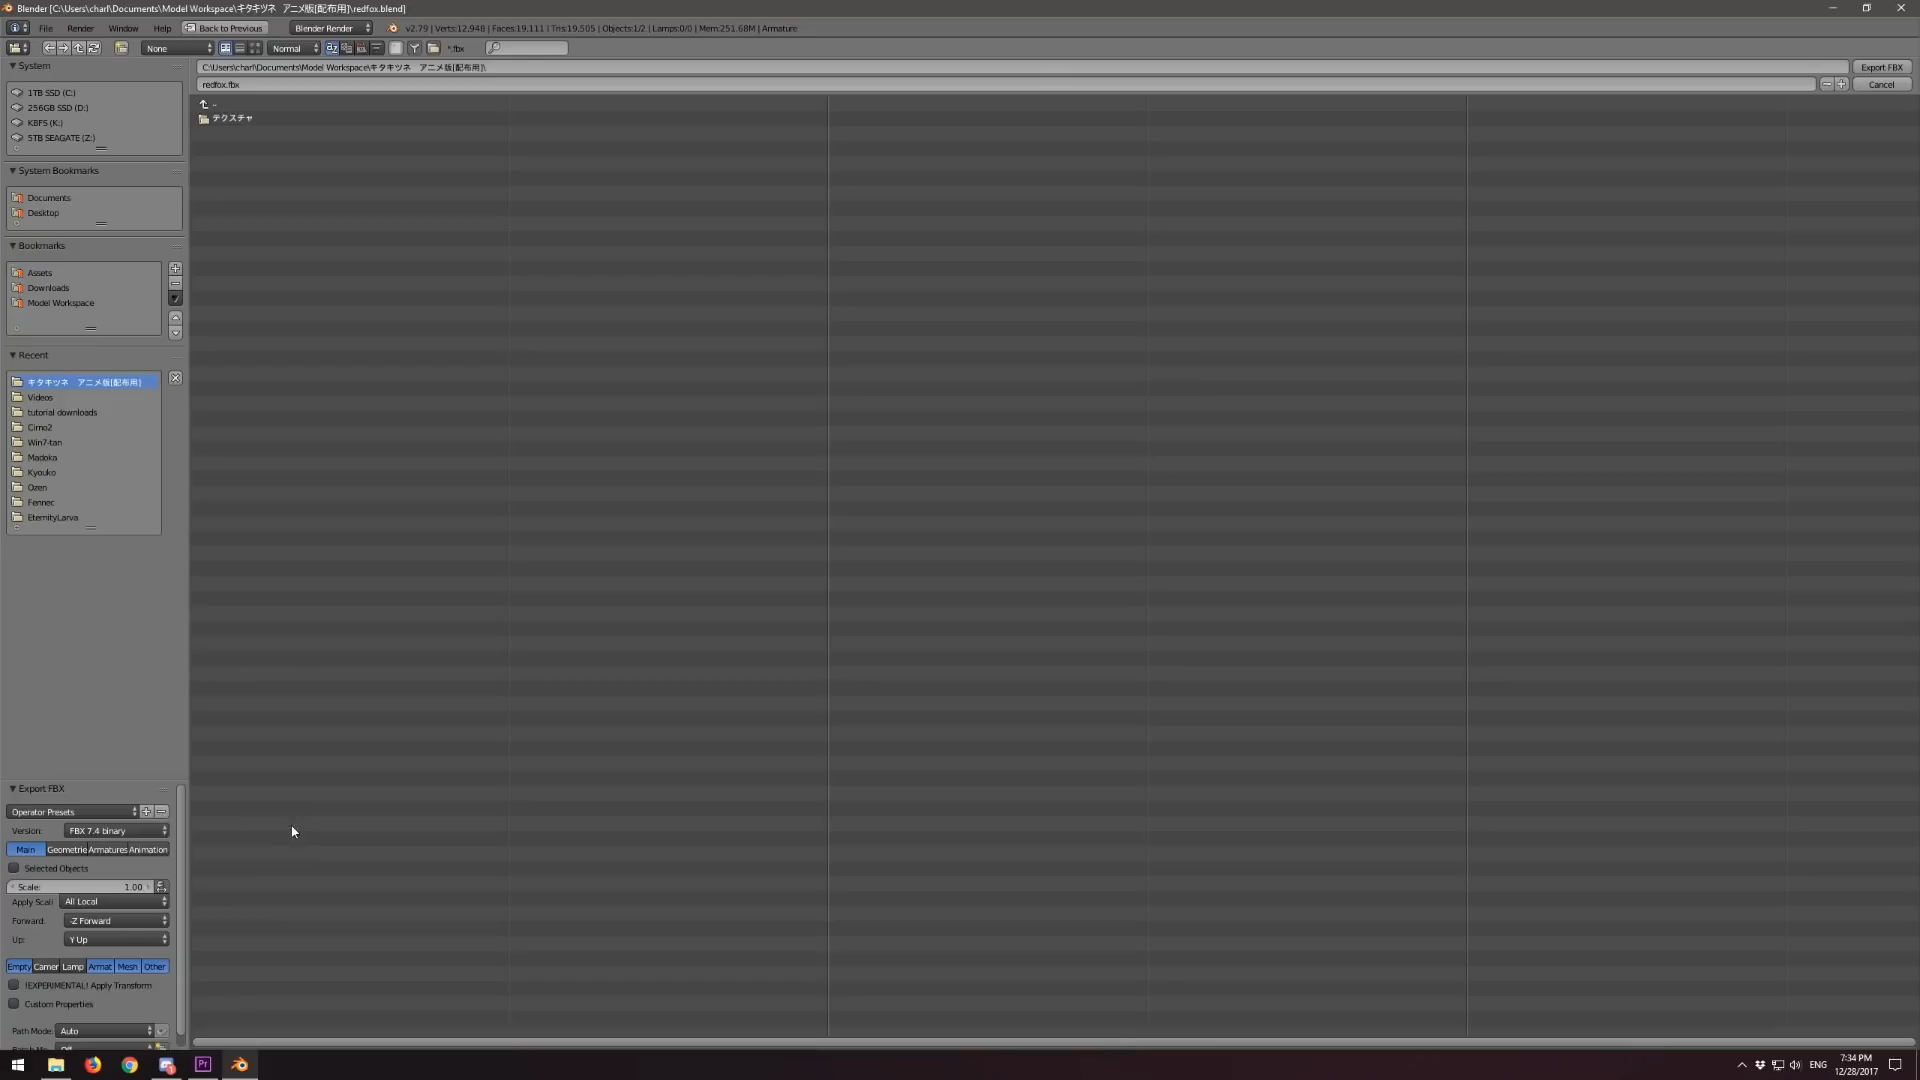 Blender [C:\Users\charl\Documents\Model Workspace\キタキツネ　アニメ版[配布用]\redfox.blend]
File Render Window Help Back to Previous Blender Render v2.79 | Verts:12,948 | Faces:19,111 | Tris:19,505 | Objects:1/2 | Lamps:0/0 | Mem:251.68M | Armature
None Normal *.fbx
System
1TB SSD (C:)
256GB SSD (D:)
KBFS (K:)
5TB SEAGATE (Z:)
System Bookmarks
Documents
Desktop
Bookmarks
Assets
Downloads
Model Workspace
Recent
キタキツネ　アニメ版[配布用]
Videos
tutorial downloads
Cirno2
Win7-tan
Madoka
Kyouko
Ozen
Fennec
EternityLarva
C:\Users\charl\Documents\Model Workspace\キタキツネ　アニメ版[配布用]\
Export FBX
redfox.fbx
Cancel
..
テクスチャ
Export FBX
Operator Presets
Version: FBX 7.4 binary
Main Geometrie Armatures Animation
Selected Objects
Scale: 1.00
Apply Scali All Local
Forward: -Z Forward
Up: Y Up
Empty Camer Lamp Armat Mesh Other
!EXPERIMENTAL! Apply Transform
Custom Properties
Path Mode: Auto
ENG
7:34 PM
12/28/2017